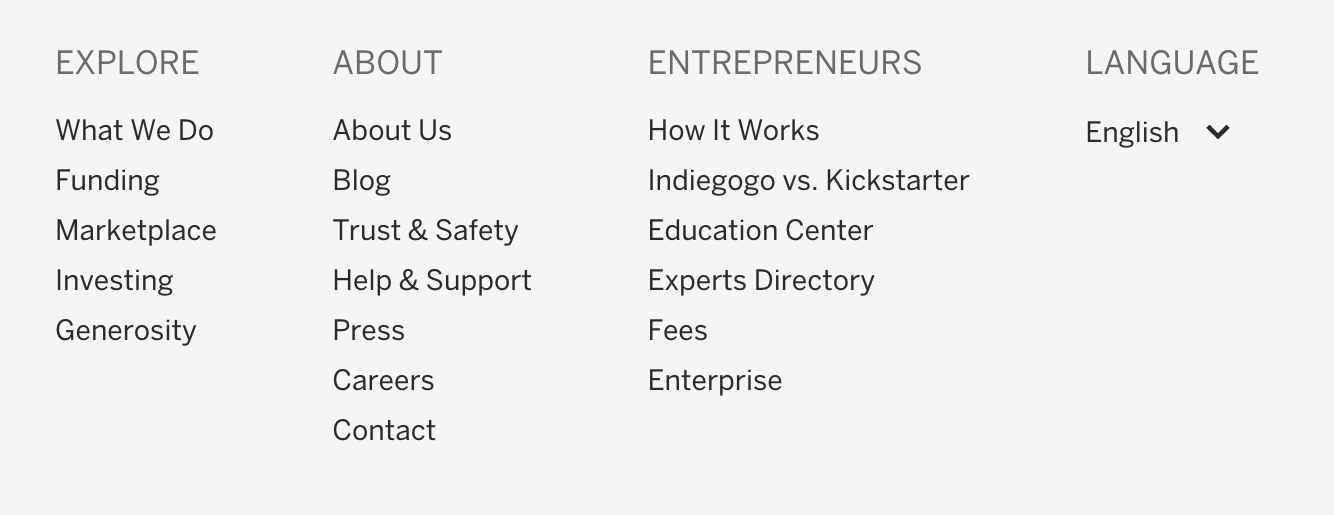 EXPLORE
What We Do
Funding
Marketplace
Investing
Generosity
ABOUT
About Us
Blog
Trust & Safety
Help & Support
Press
Careers
Contact
ENTREPRENEURS
How It Works
Indiegogo vs. Kickstarter
Education Center
Experts Directory
Fees
Enterprise
LANGUAGE
English